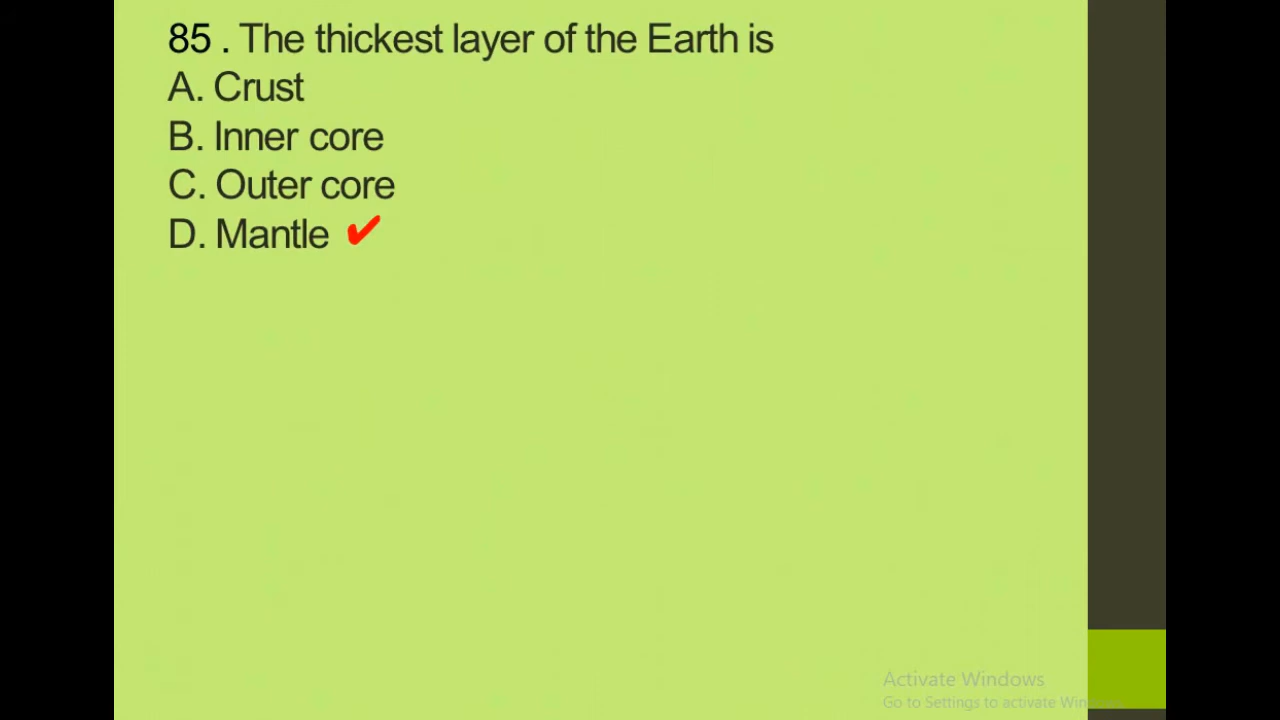 85 . The thickest layer of the Earth is
A. Crust
B. Inner core
C. Outer core
D. Mantle ✔
Activate Windows
Go to Settings to activate Windows.